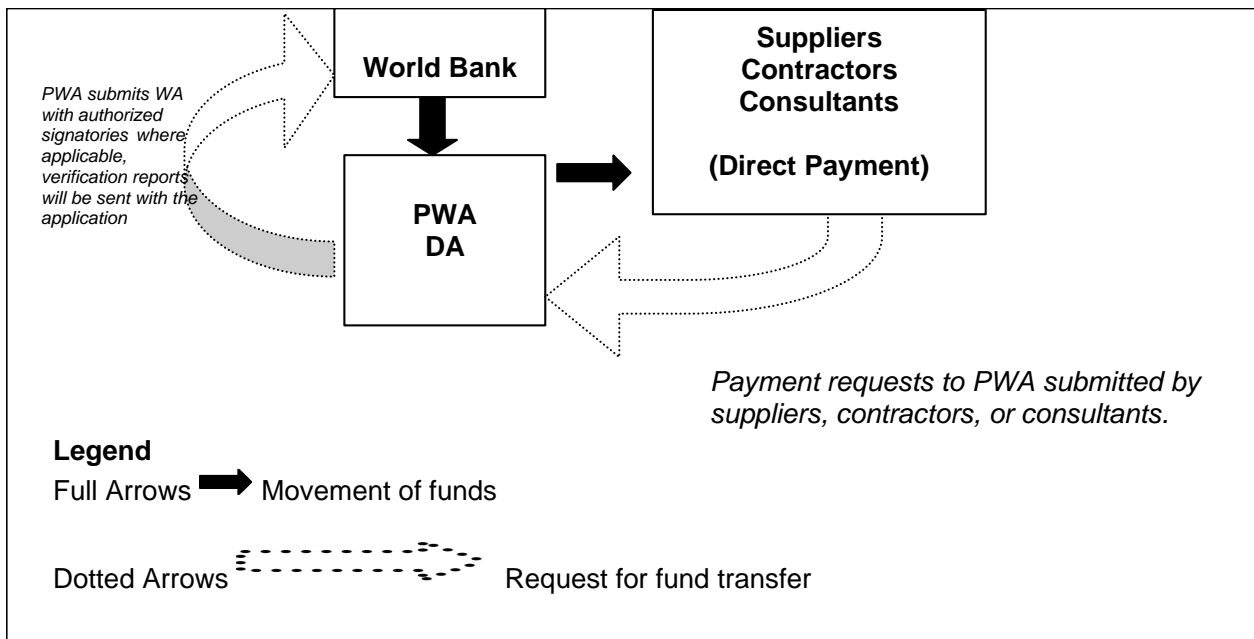 World Bank
Suppliers
Contractors
Consultants
(Direct Payment)
PWA submits WA
with authorized
signatories where
applicable,
verification reports
will be sent with the
application
PWA
DA
Payment requests to PWA submitted by
suppliers, contractors, or consultants.
Legend
Full Arrows Movement of funds
Dotted Arrows Request for fund transfer